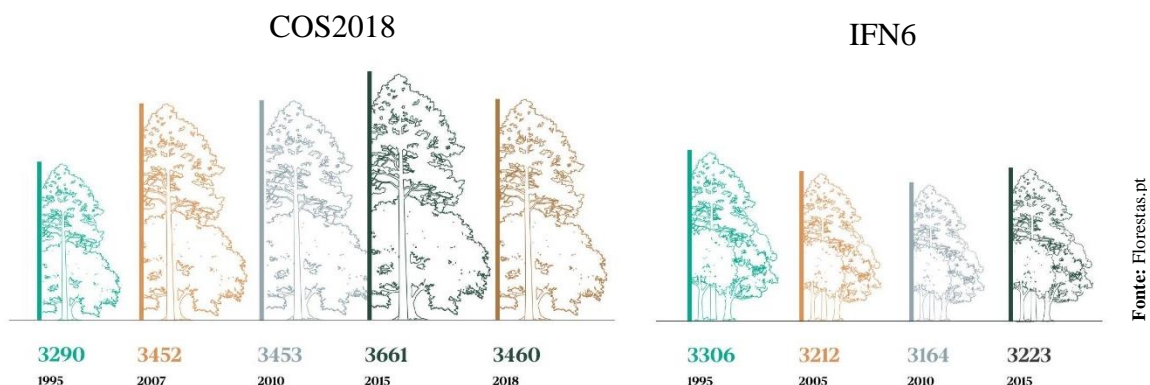 COS2018
3290 3452 3453 3661 3460
1995 2007 2010 2015 2018
IFN6
3306 3212 3164 3223
1995 2005 2010 2015
Fonte: Florestas.pt